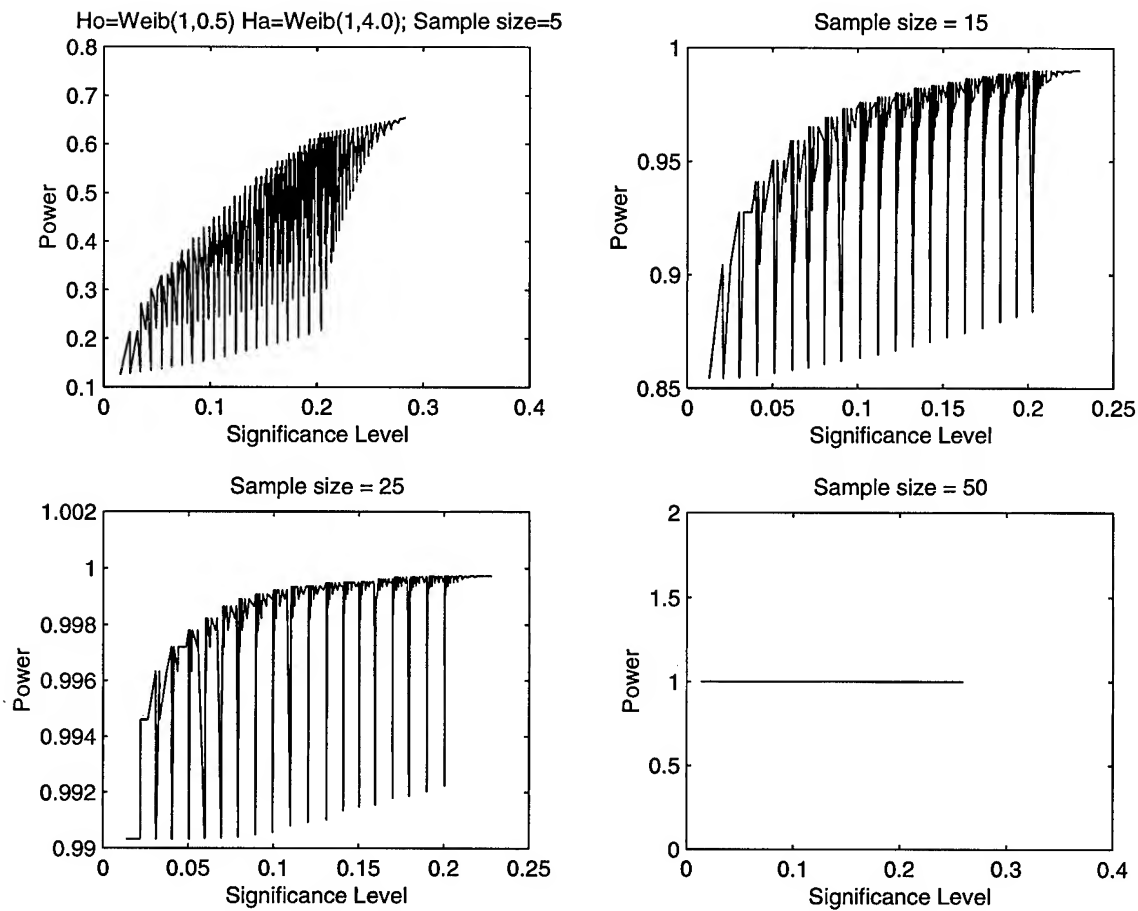 Ho=Weib(1,0.5) Ha=Weib(1,4.0); Sample size=5
0.8
0.7
0.6
0.5
0.4
0.3
0.2
0.1
Power
0 0.1 0.2 0.3 0.4
Significance Level
Sample size = 15
1
0.95
0.9
0.85
Power
0 0.05 0.1 0.15 0.2 0.25
Significance Level
Sample size = 25
1.002
1
0.998
0.996
0.994
0.992
0.99
Power
0 0.05 0.1 0.15 0.2 0.25
Significance Level
Sample size = 50
2
1.5
1
0.5
0
Power
0 0.1 0.2 0.3 0.4
Significance Level